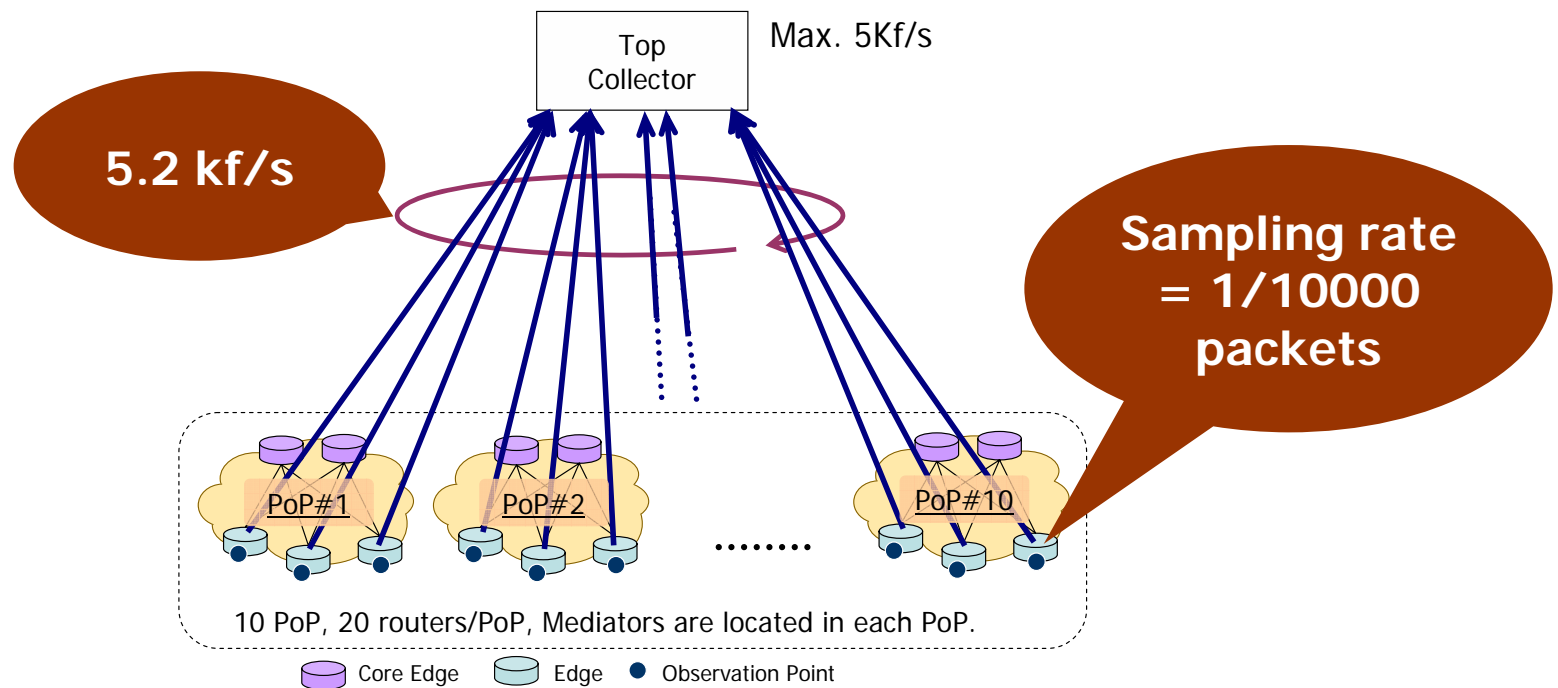 Top
Collector
Max. 5Kf/s
5.2 kf/s
Sampling rate
= 1/10000
packets
PoP#1
PoP#2
PoP#10
10 PoP, 20 routers/PoP, Mediators are located in each PoP.
Core Edge
Edge
Observation Point